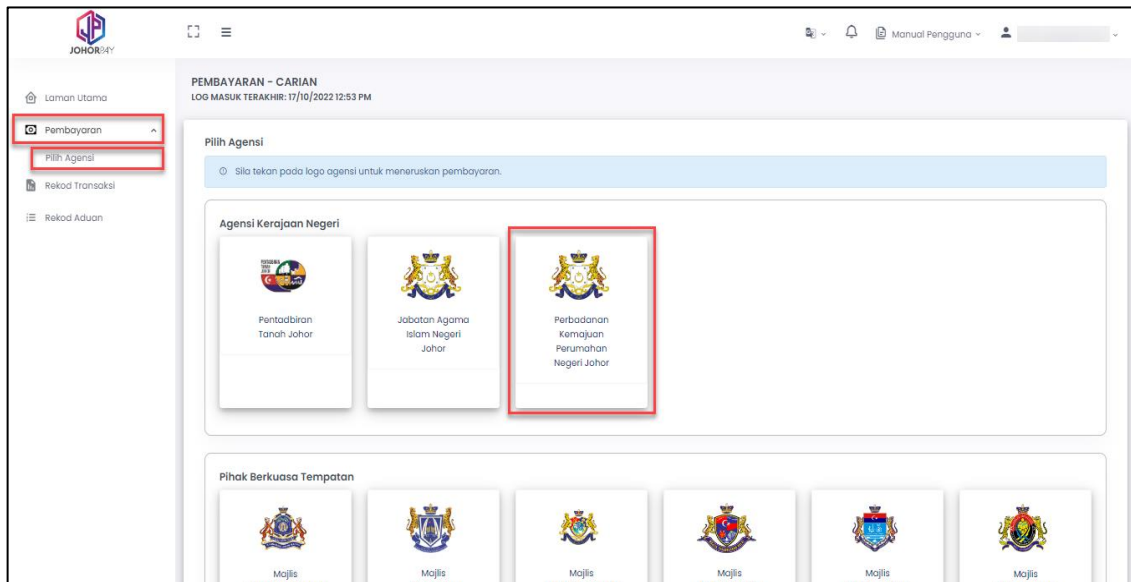 JOHORPAY
Manual Pengguna
PEMBAYARAN - CARIAN
LOG MASUK TERAKHIR: 17/10/2022 12:53 PM
Laman Utama
Pembayaran
Pilih Agensi
Rekod Transaksi
Rekod Aduan
Pilih Agensi
Sila tekan pada logo agensi untuk meneruskan pembayaran.
Agensi Kerajaan Negeri
Pentadbiran
Tanah Johor
Jabatan Agama
Islam Negeri
Johor
Perbadanan
Kemajuan
Perumahan
Negeri Johor
Pihak Berkuasa Tempatan
Majlis
Majlis
Majlis
Majlis
Majlis
Majlis